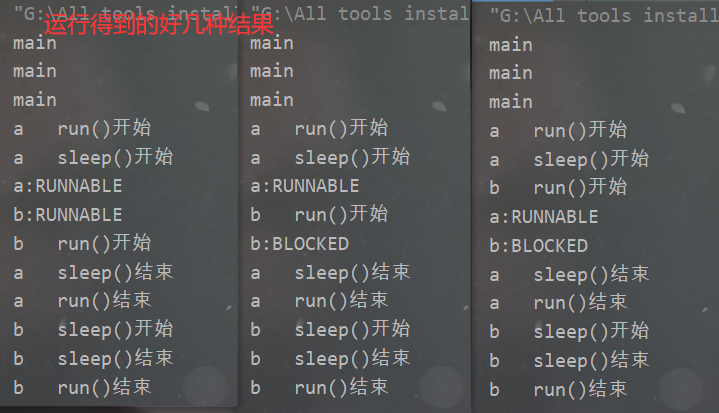 "G:\All tools instal
运行得到的好几种结果
main
main
main
a run()开始
a sleep()开始
a:RUNNABLE
b:RUNNABLE
b run()开始
a sleep()结束
a run()结束
b sleep()开始
b sleep()结束
b run()结束
"G:\All tools instal
main
main
main
a run()开始
a sleep()开始
a:RUNNABLE
b run()开始
b:BLOCKED
a sleep()结束
a run()结束
b sleep()开始
b sleep()结束
b run()结束
"G:\All tools instal
main
main
main
a run()开始
a sleep()开始
b run()开始
a:RUNNABLE
b:BLOCKED
a sleep()结束
a run()结束
b sleep()开始
b sleep()结束
b run()结束